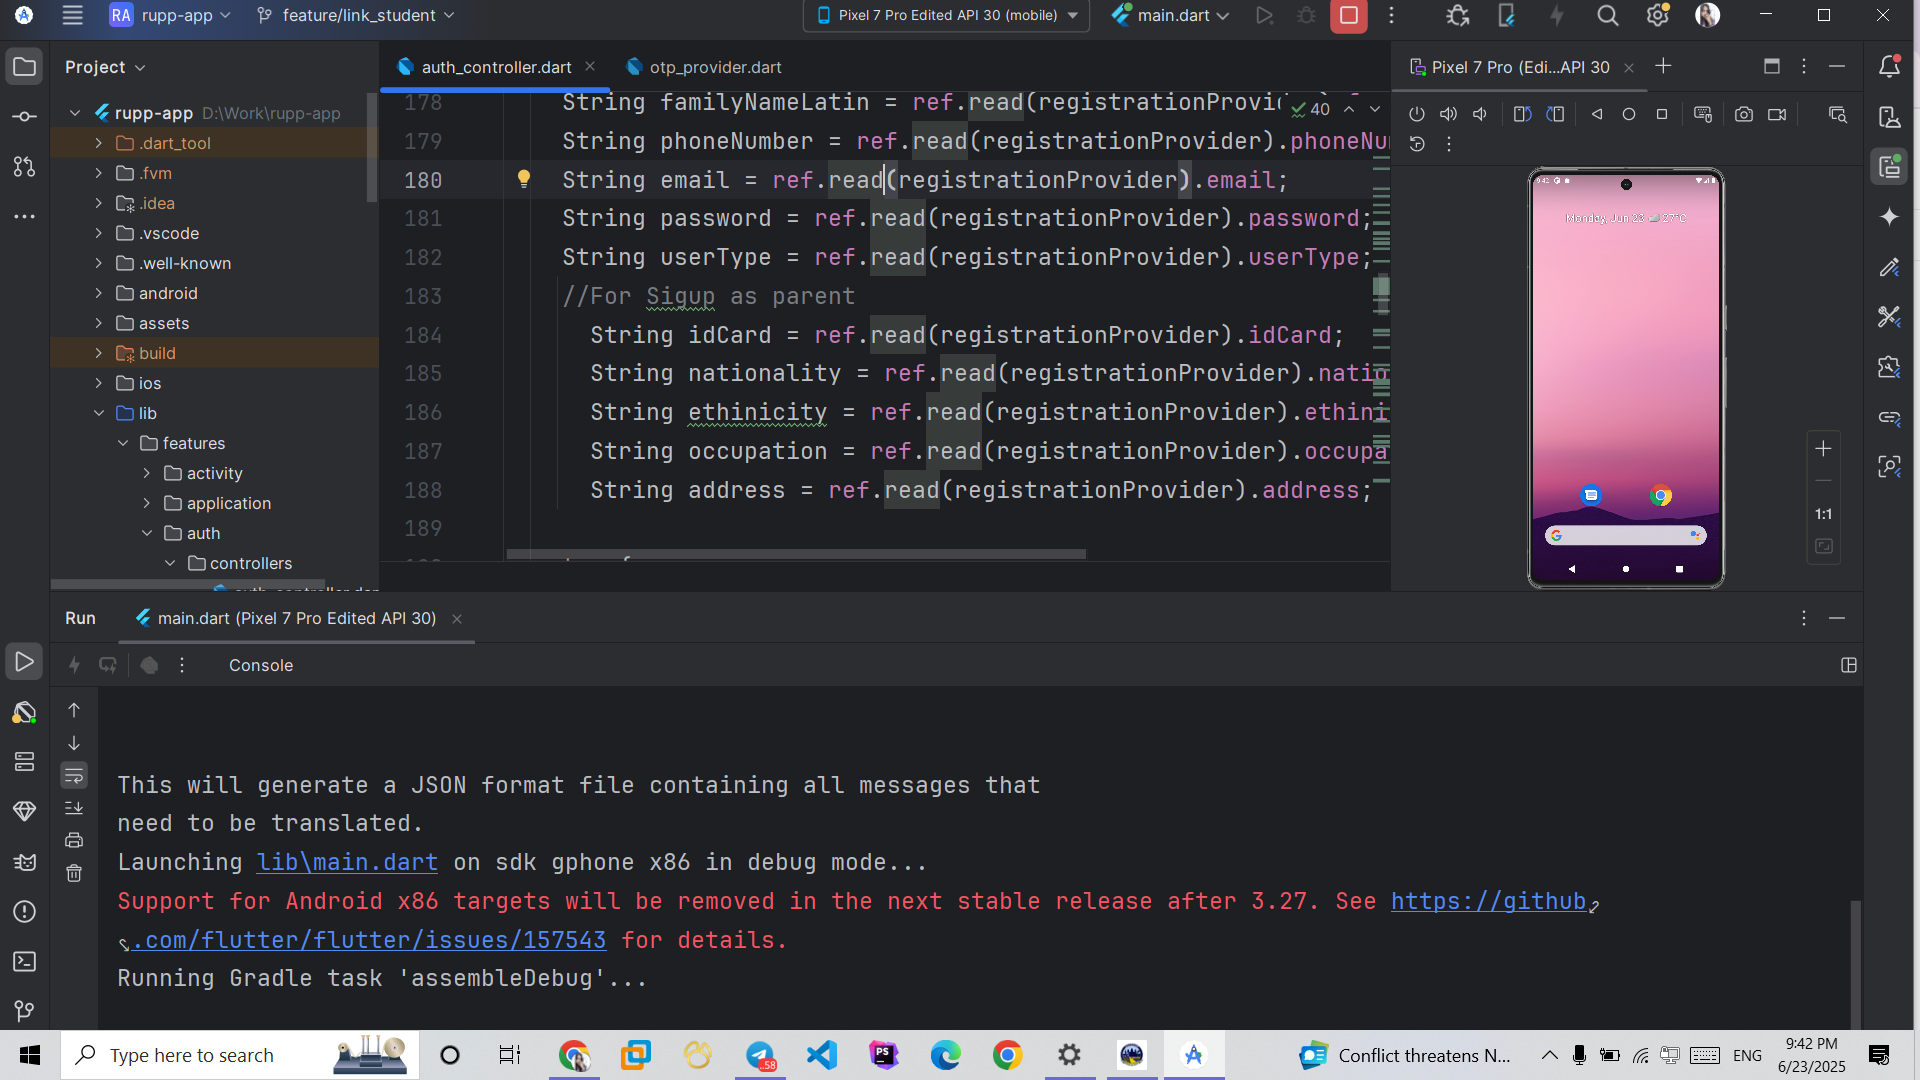 RA rupp-app
feature/link_student
Pixel 7 Pro Edited API 30 (mobile)
main.dart
Project
auth_controller.dart
otp_provider.dart
Pixel 7 Pro (Edi...API 30
rupp-app D:\Work\rupp-app
.dart_tool
.fvm
.idea
.vscode
.well-known
android
assets
build
ios
lib
features
activity
application
auth
controllers
40
178 String familyNameLatin = ref.read(registrationProvi
179 String phoneNumber = ref.read(registrationProvider).phoneNu
180 String email = ref.read(registrationProvider).email;
181 String password = ref.read(registrationProvider).password;
182 String userType = ref.read(registrationProvider).userType;
183 //For Sigup as parent
184 String idCard = ref.read(registrationProvider).idCard;
185 String nationality = ref.read(registrationProvider).natio
186 String ethinicity = ref.read(registrationProvider).ethini
187 String occupation = ref.read(registrationProvider).occupa
188 String address = ref.read(registrationProvider).address;
189
9:42
Monday, Jun 23 27°C
1:1
Run
main.dart (Pixel 7 Pro Edited API 30)
Console
This will generate a JSON format file containing all messages that
need to be translated.
Launching lib\main.dart on sdk gphone x86 in debug mode...
Support for Android x86 targets will be removed in the next stable release after 3.27. See https://github
.com/flutter/flutter/issues/157543 for details.
Running Gradle task 'assembleDebug'...
Type here to search
..58
PS
Conflict threatens N...
ENG
9:42 PM
6/23/2025